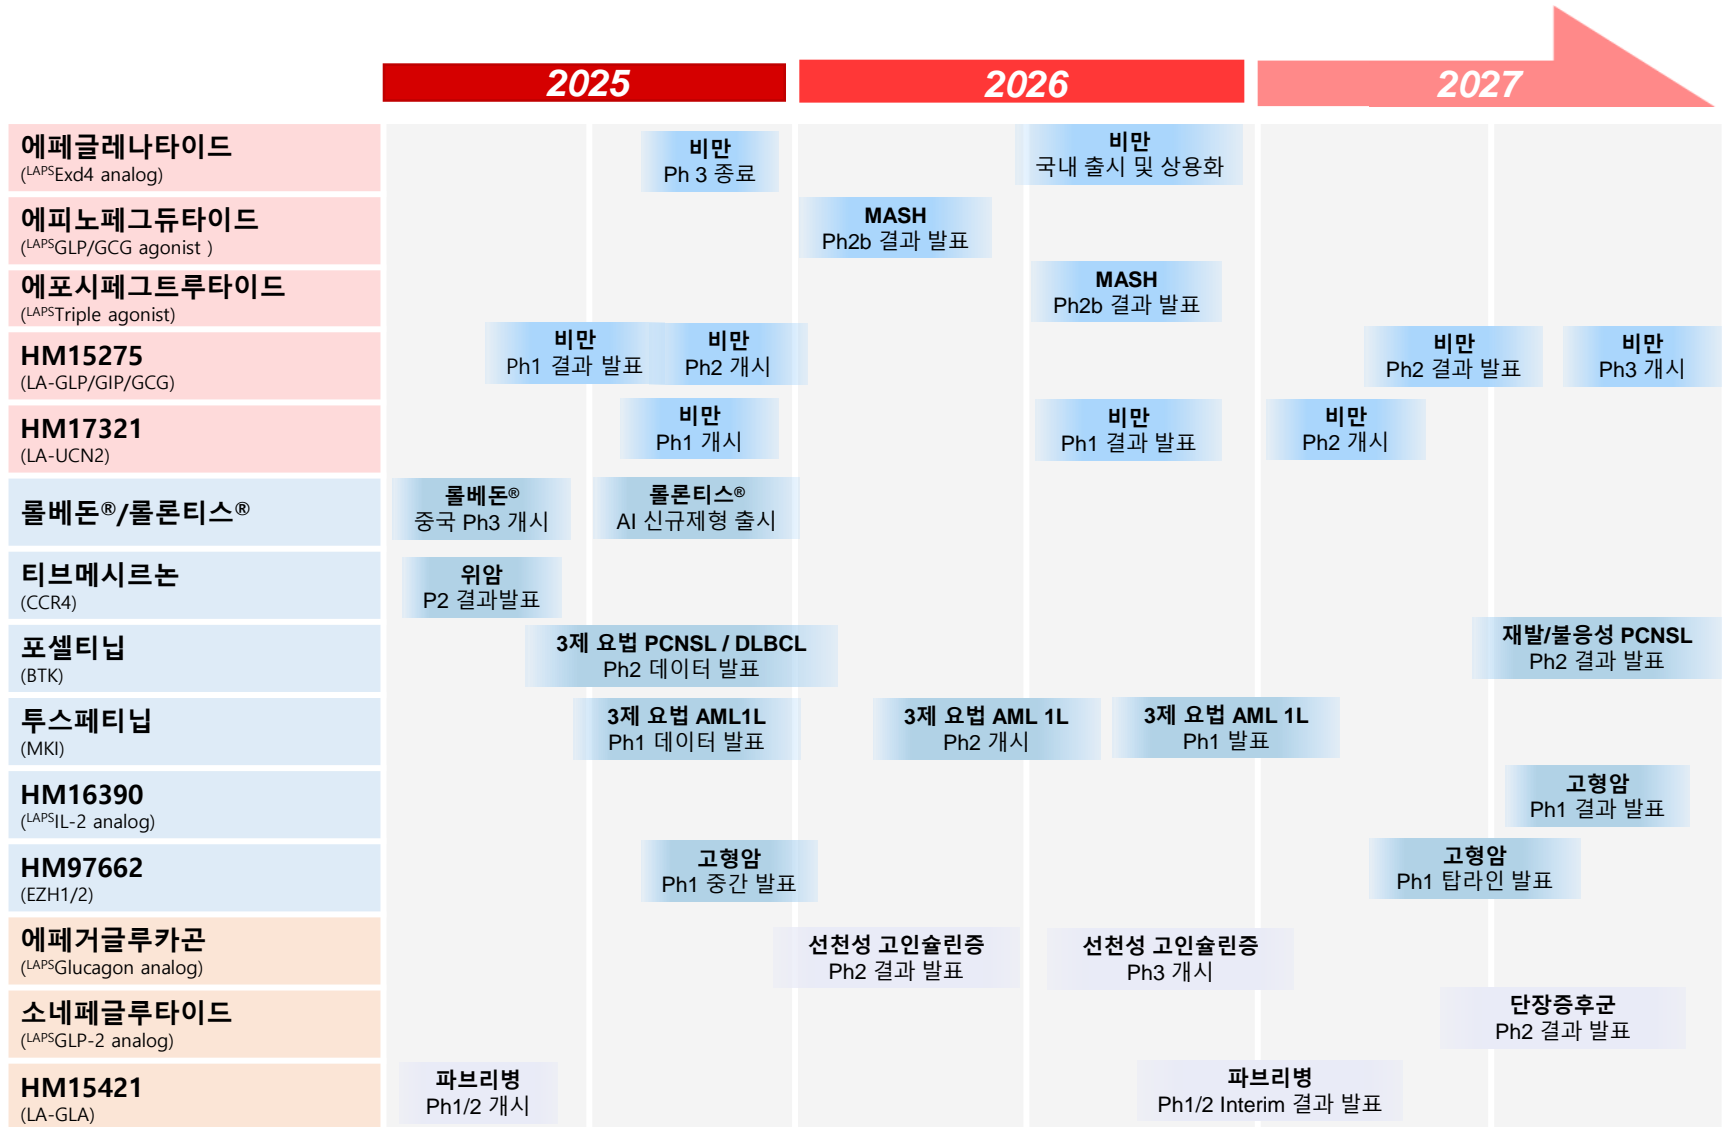 2025
2026
2027
에페글레나타이드
(LAPSExd4 analog)
비만
Ph 3 종료
비만
국내 출시 및 상용화
에피노페그듀타이드
(LAPSGLP/GCG agonist )
MASH
Ph2b 결과 발표
에포시페그트루타이드
(LAPSTriple agonist)
MASH
Ph2b 결과 발표
HM15275
(LA-GLP/GIP/GCG)
비만
Ph1 결과 발표
비만
Ph2 개시
비만
Ph2 결과 발표
비만
Ph3 개시
HM17321
(LA-UCN2)
비만
Ph1 개시
비만
Ph1 결과 발표
비만
Ph2 개시
롤베돈®/롤론티스®
롤베돈®
중국 Ph3 개시
롤론티스®
AI 신규제형 출시
티브메시르논
(CCR4)
위암
P2 결과발표
포셀티닙
(BTK)
3제 요법 PCNSL / DLBCL
Ph2 데이터 발표
재발/불응성 PCNSL
Ph2 결과 발표
투스페티닙
(MKI)
3제 요법 AML1L
Ph1 데이터 발표
3제 요법 AML 1L
Ph2 개시
3제 요법 AML 1L
Ph1 발표
HM16390
(LAPSIL-2 analog)
고형암
Ph1 결과 발표
HM97662
(EZH1/2)
고형암
Ph1 중간 발표
고형암
Ph1 탑라인 발표
에페거글루카곤
(LAPSGlucagon analog)
선천성 고인슐린증
Ph2 결과 발표
선천성 고인슐린증
Ph3 개시
소네페글루타이드
(LAPSGLP-2 analog)
단장증후군
Ph2 결과 발표
HM15421
(LA-GLA)
파브리병
Ph1/2 개시
파브리병
Ph1/2 Interim 결과 발표